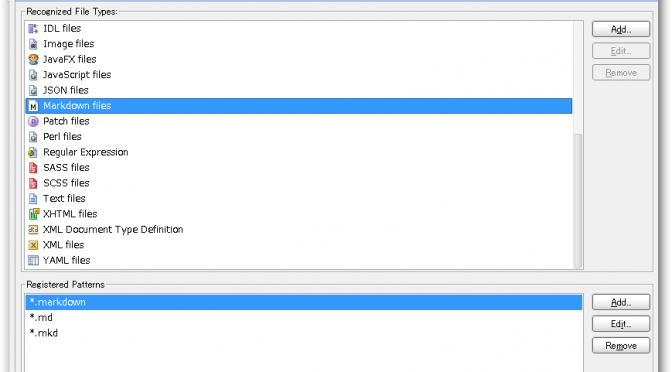 Recognized File Types:
IDL files
Image files
JavaFX files
JavaScript files
JSON files
Markdown files
Patch files
Perl files
Regular Expression
SASS files
SCSS files
Text files
XHTML files
XML Document Type Definition
XML files
YAML files
Add..
Edit..
Remove
Registered Patterns
*.markdown
*.md
*.mkd
Add..
Edit..
Remove